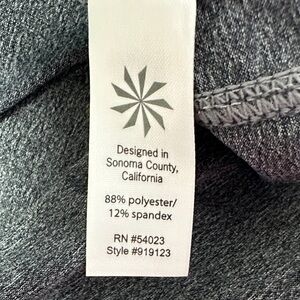 Designed in
Sonoma County,
California
88% polyester/
12% spandex
RN #54023
Style #919123